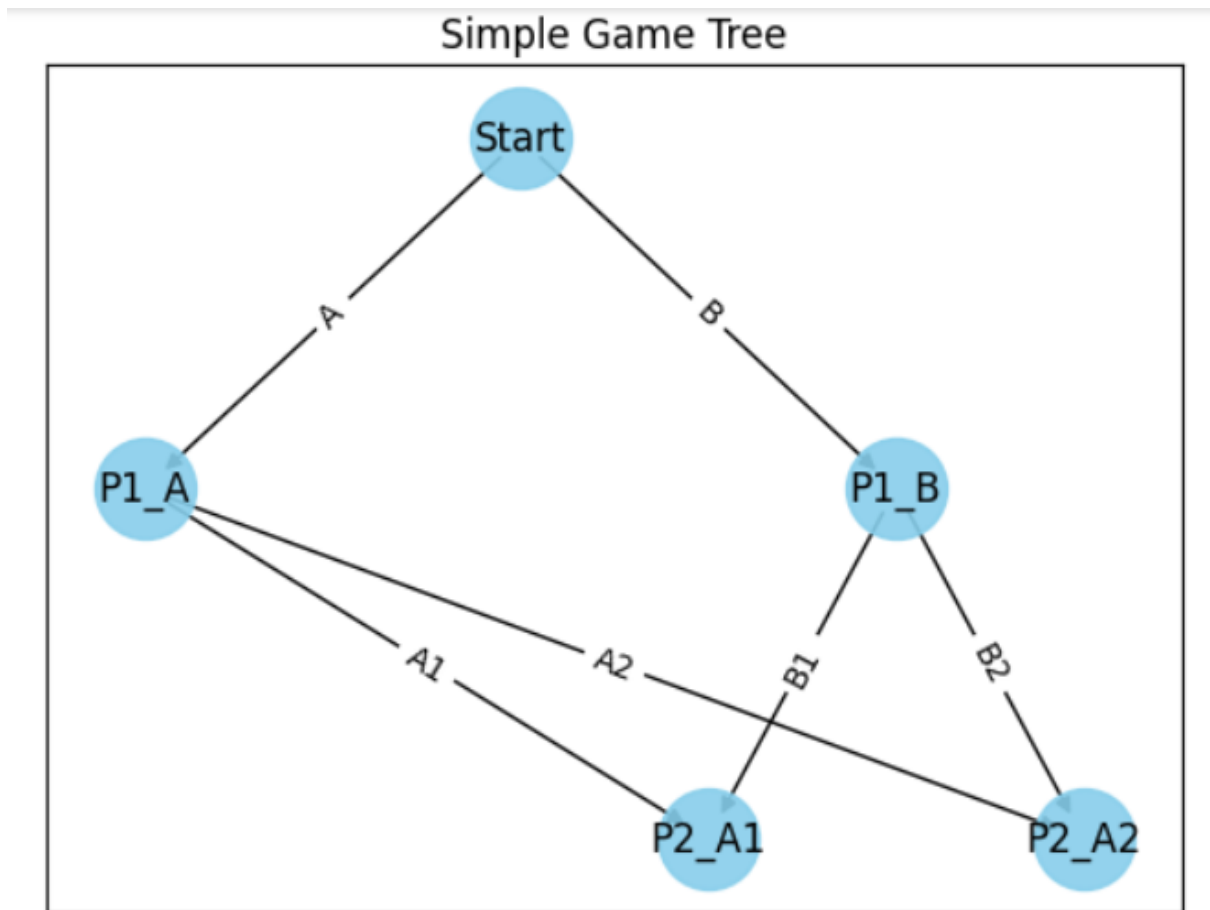 Simple Game Tree
Start
A
B
P1_A
P1_B
A1
A2
B1
B2
P2_A1
P2_A2